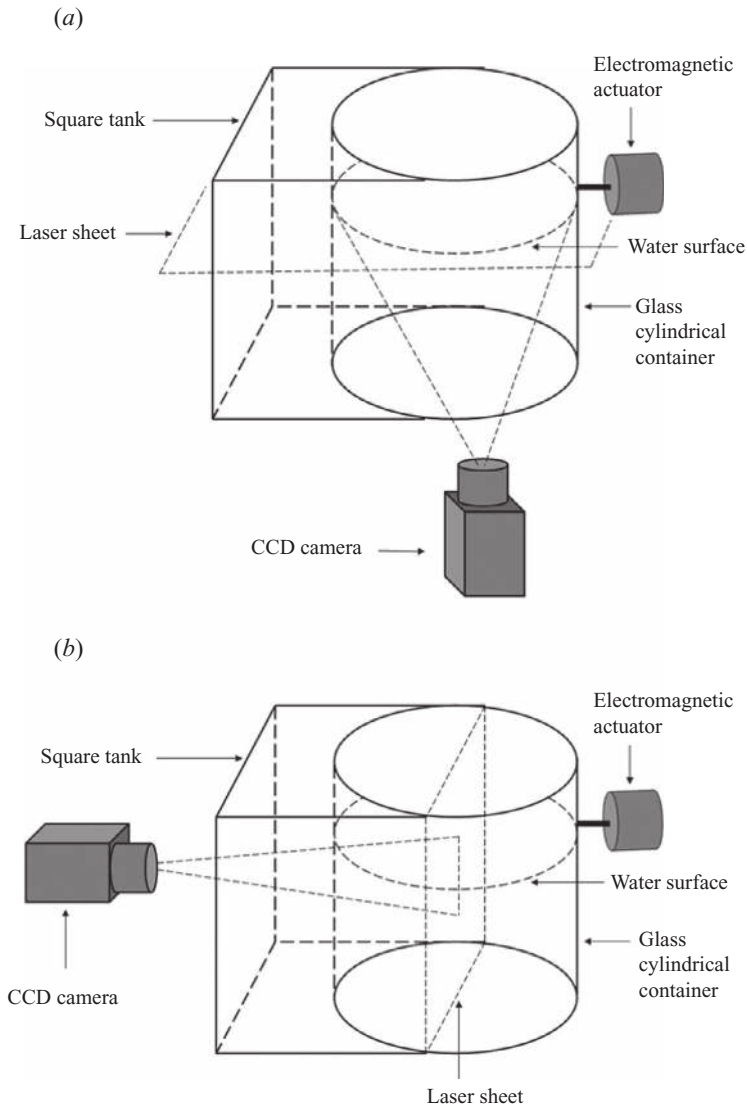 (a)
Electromagnetic
actuator
Square tank
Laser sheet
Water surface
Glass
cylindrical
container
CCD camera
(b)
Electromagnetic
actuator
Square tank
Water surface
Glass
cylindrical
container
CCD camera
Laser sheet